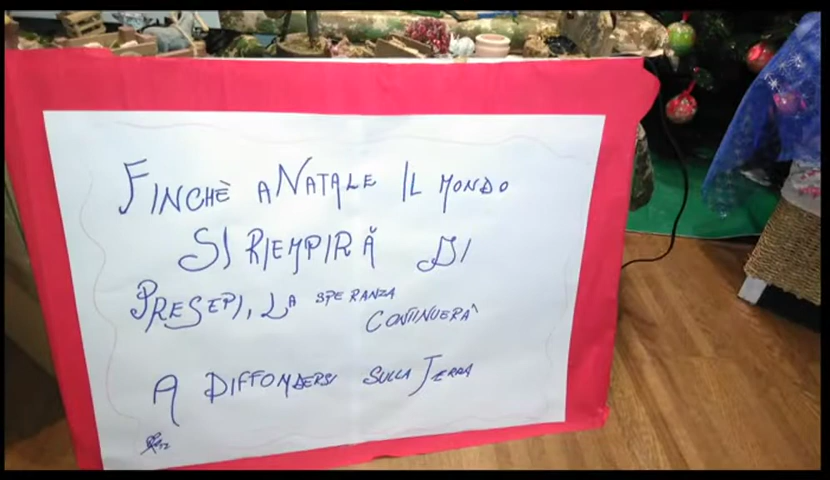 FINCHÈ A NATALE IL MONDO
SI RIEMPIRÀ DI
PRESEPI, LA SPERANZA
CONTINUERÀ
A DIFFONDERSI SULLA TERRA